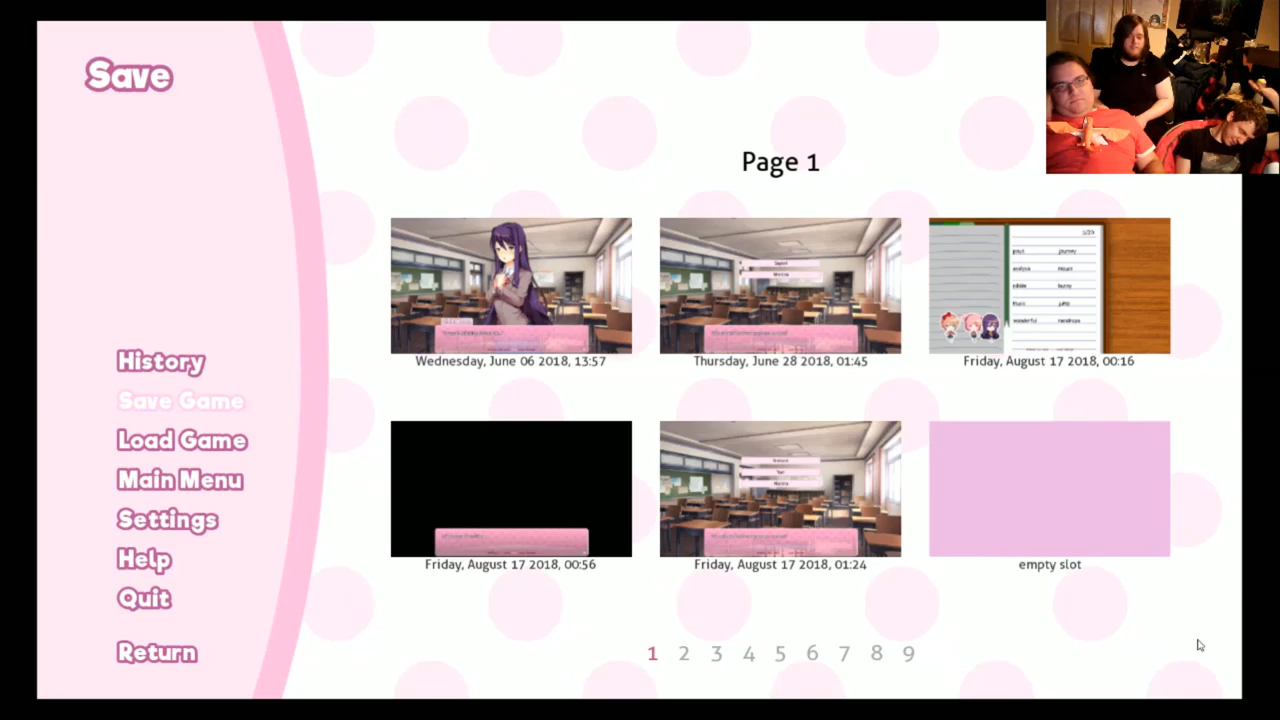 Save
Page 1
Wednesday, June 06 2018, 13:57
Thursday, June 28 2018, 01:45
Friday, August 17 2018, 00:16
Friday, August 17 2018, 00:56
Friday, August 17 2018, 01:24
empty slot
History
Save Game
Load Game
Main Menu
Settings
Help
Quit
Return
1 2 3 4 5 6 7 8 9